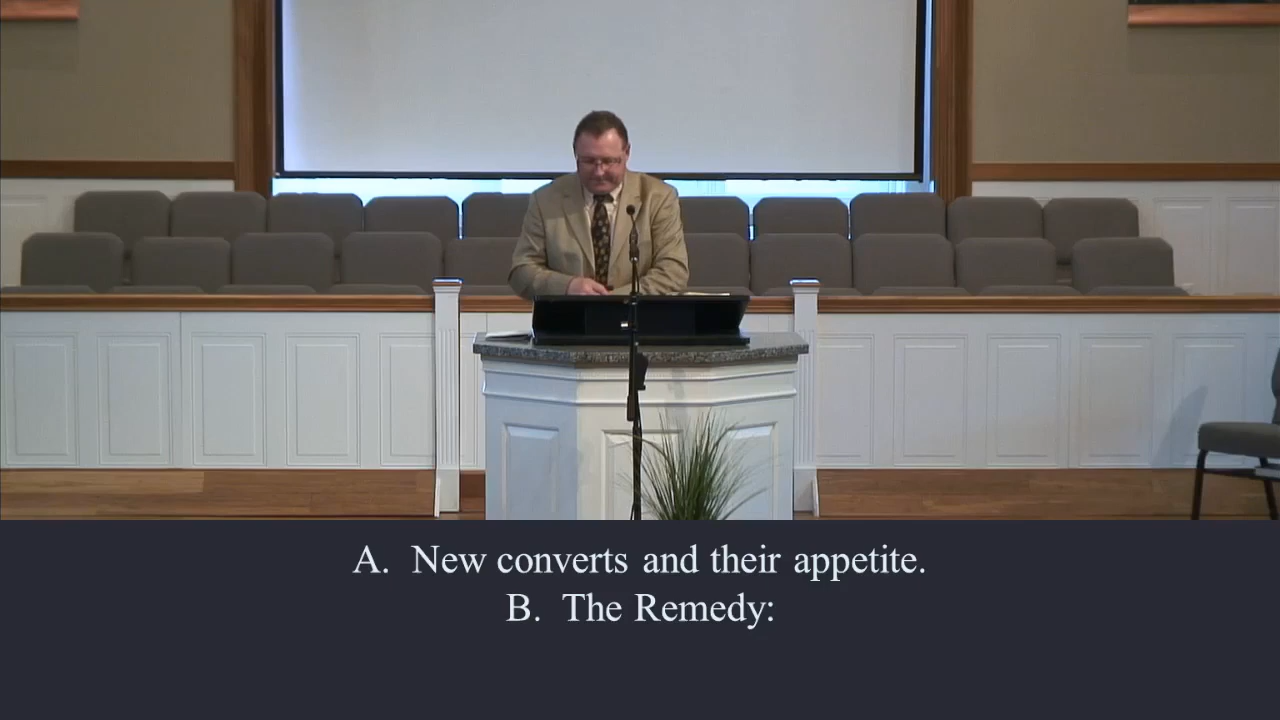 A. New converts and their appetite.
B. The Remedy: